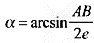 α = arcsin AB/2e